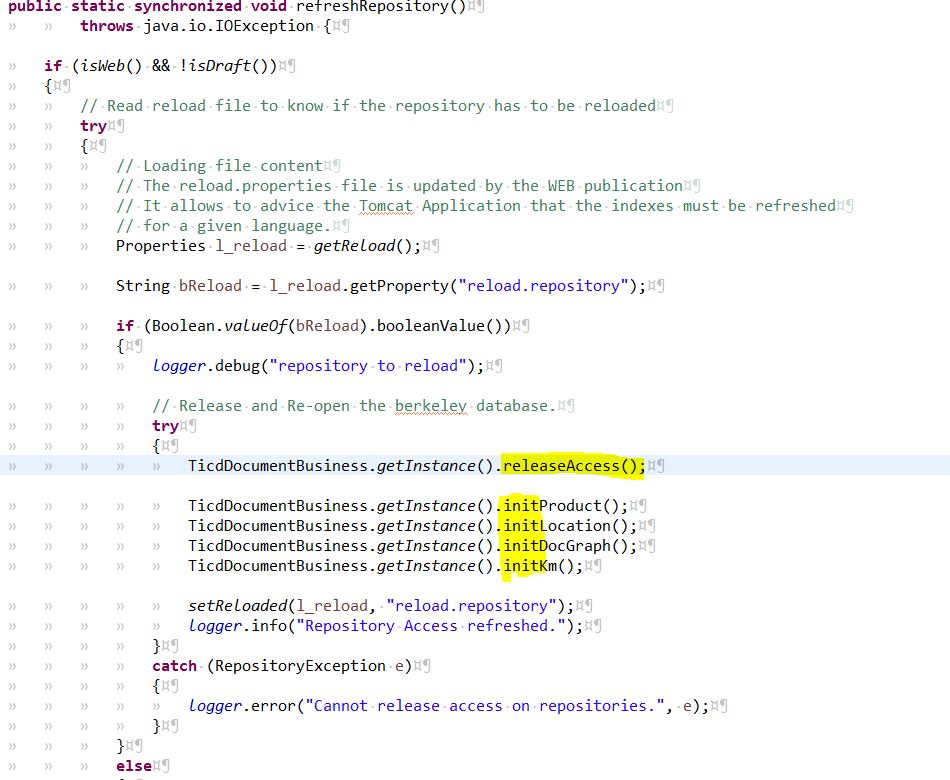 public static synchronized void refreshRepository()
throws java.io.IOException {
if (isWeb() && !isDraft())
{
// Read reload file to know if the repository has to be reloaded
try
{
// Loading file content
// The reload.properties file is updated by the WEB publication
// It allows to advice the Tomcat Application that the indexes must be refreshed
// for a given language.
Properties l_reload = getReload();
String bReload = l_reload.getProperty("reload.repository");
if (Boolean.valueOf(bReload).booleanValue())
{
logger.debug("repository to reload");
// Release and Re-open the berkeley database.
try
{
TicdDocumentBusiness.getInstance().releaseAccess();
TicdDocumentBusiness.getInstance().initProduct();
TicdDocumentBusiness.getInstance().initLocation();
TicdDocumentBusiness.getInstance().initDocGraph();
TicdDocumentBusiness.getInstance().initKm();
setReloaded(l_reload, "reload.repository");
logger.info("Repository Access refreshed.");
}
catch (RepositoryException e)
{
logger.error("Cannot release access on repositories.", e);
}
}
else